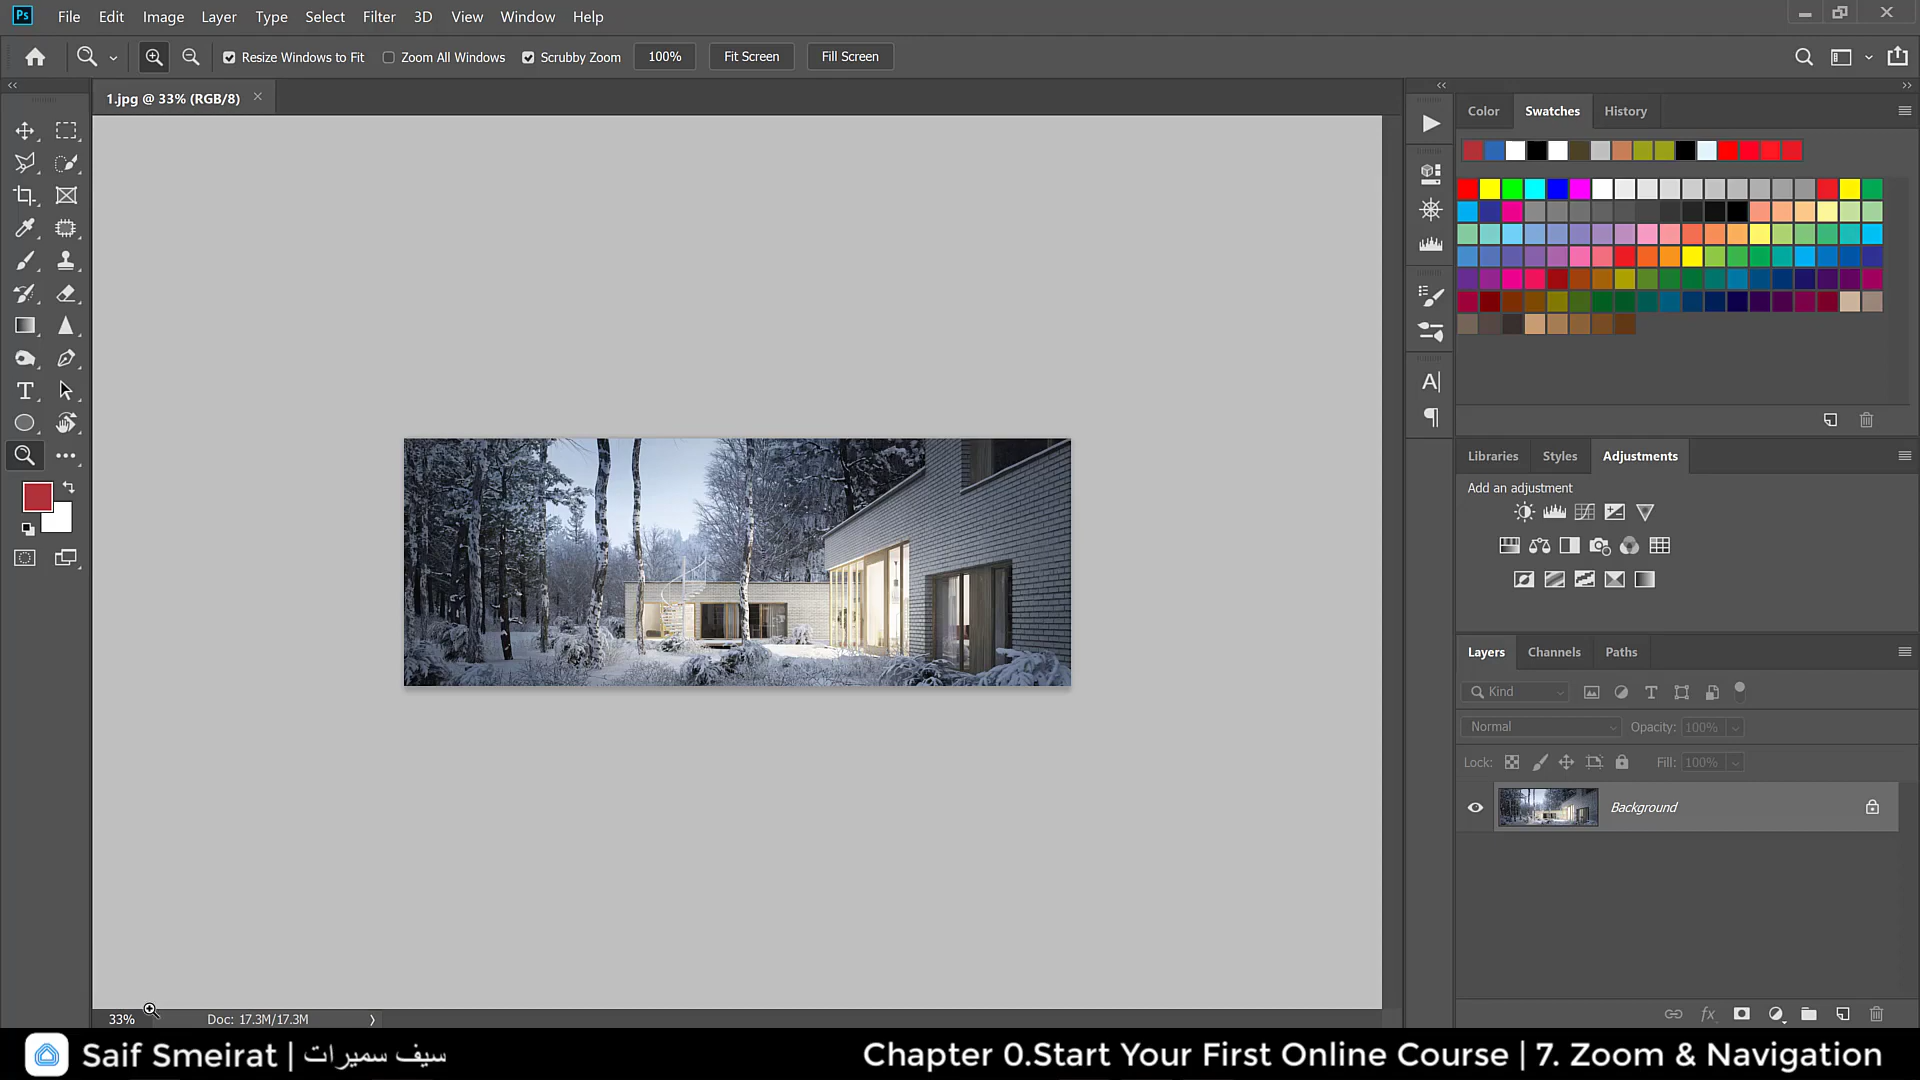 Ps File Edit Image Layer Type Select Filter 3D View Window Help
Resize Windows to Fit Zoom All Windows Scrubby Zoom 100% Fit Screen Fill Screen
1.jpg @ 33% (RGB/8)
Color Swatches History
Libraries Styles Adjustments
Add an adjustment
Layers Channels Paths
Kind
Normal Opacity: 100%
Lock: Fill: 100%
Background
fx
33% Doc: 17.3M/17.3M
Saif Smeirat | سيف سميرات
Chapter 0.Start Your First Online Course | 7. Zoom & Navigation